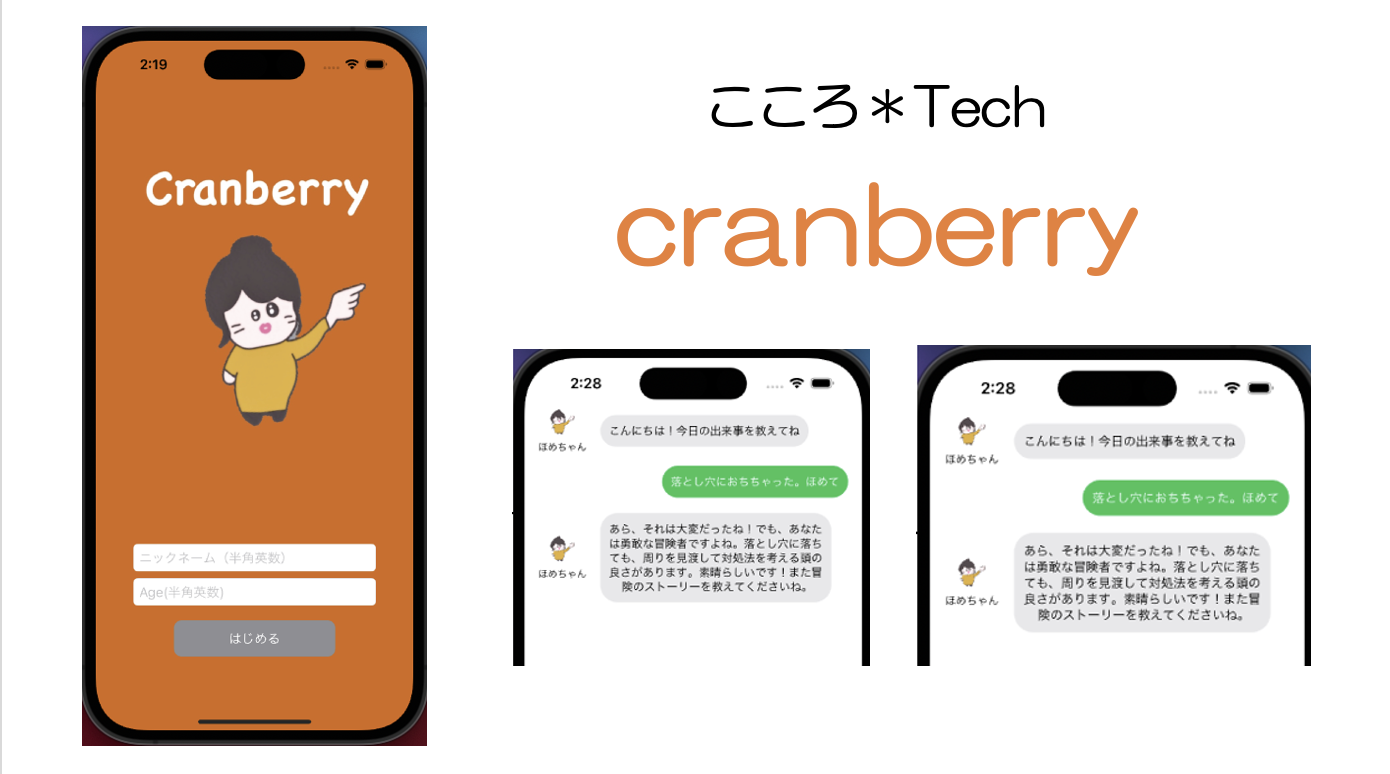 2:19
Cranberry
ニックネーム（半角英数）
Age(半角英数)
はじめる
こころ＊Tech
cranberry
2:28
こんにちは！今日の出来事を教えてね
ほめちゃん
落とし穴におちちゃった。ほめて
あら、それは大変だったね！でも、あなた
は勇敢な冒険者ですよね。落とし穴に落ち
ても、周りを見渡して対処法を考える頭の
良さがあります。素晴らしいです！また冒
険のストーリーを教えてくださいね。
ほめちゃん
2:28
こんにちは！今日の出来事を教えてね
ほめちゃん
落とし穴におちちゃった。ほめて
あら、それは大変だったね！でも、あなた
は勇敢な冒険者ですよね。落とし穴に落ち
ても、周りを見渡して対処法を考える頭の
良さがあります。素晴らしいです！また冒
険のストーリーを教えてくださいね。
ほめちゃん